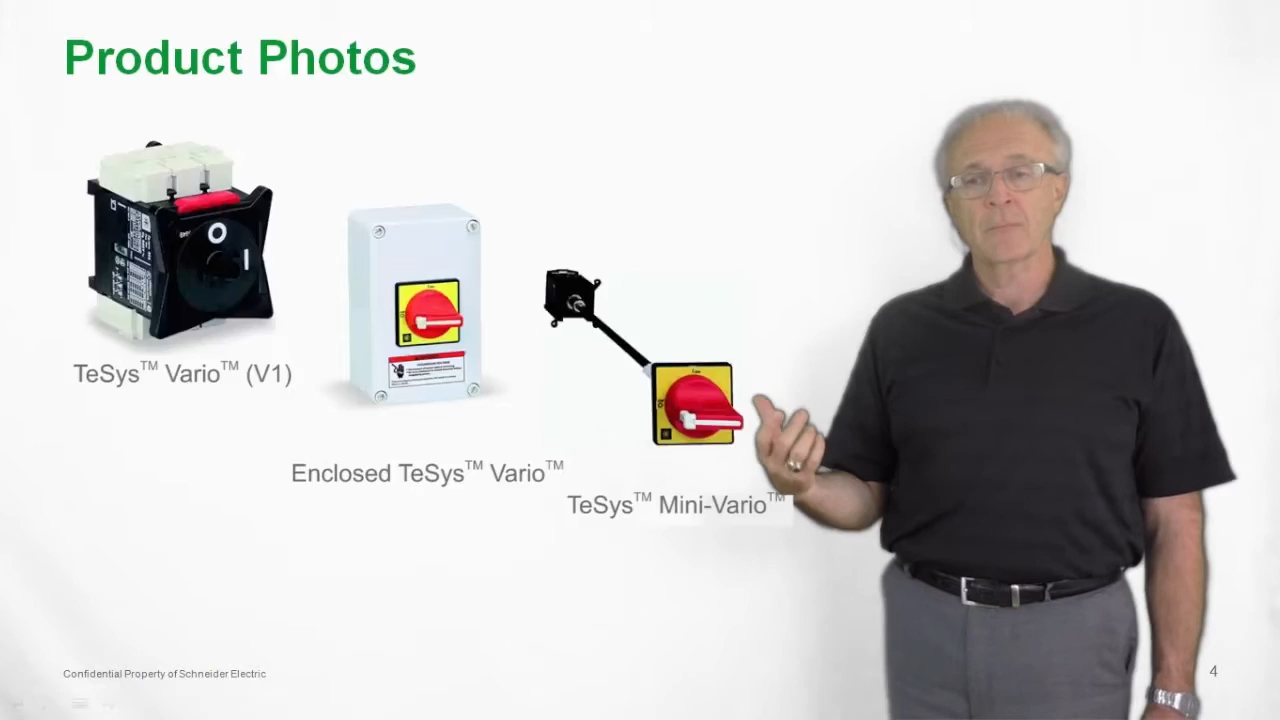 Product Photos
TeSys™ Vario™ (V1)
Enclosed TeSys™ Vario™
TeSys™ Mini-Vario™
Confidential Property of Schneider Electric
4